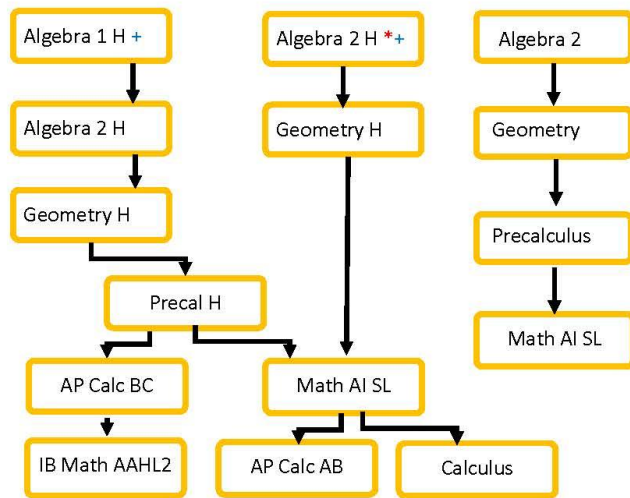 Algebra 1 H +
Algebra 2 H *+
Algebra 2
Algebra 2 H
Geometry H
Geometry
Geometry H
Precalculus
Precal H
Math AI SL
AP Calc BC
Math AI SL
IB Math AAHL2
AP Calc AB
Calculus